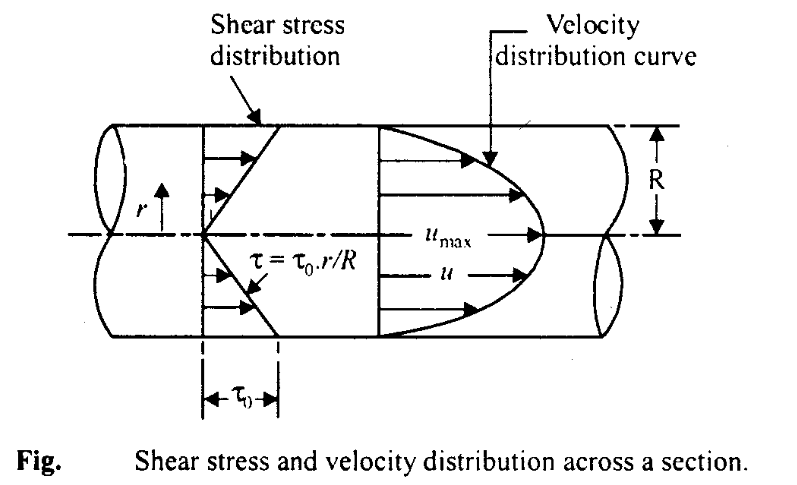 Shear stress
distribution
Velocity
distribution curve
R
r
u_max
τ = τ₀.r/R
u
τ₀
Fig. Shear stress and velocity distribution across a section.